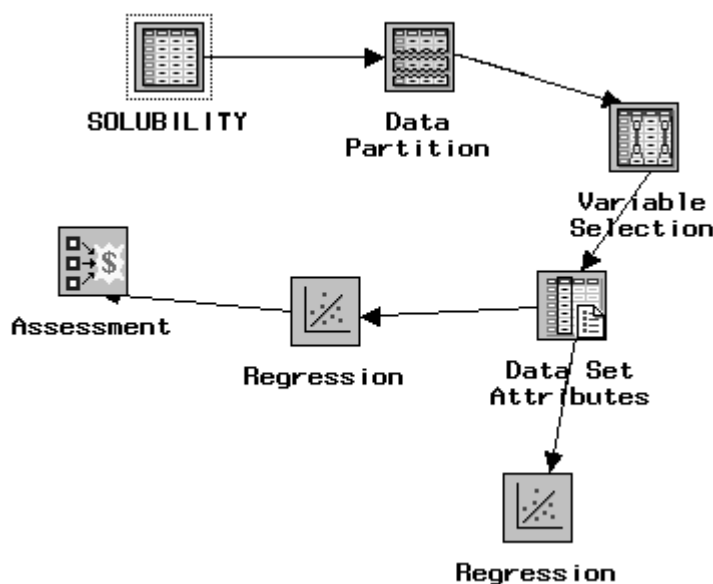 SOLUBILITY
Data
Partition
Variable
Selection
Data Set
Attributes
Regression
Assessment
Regression